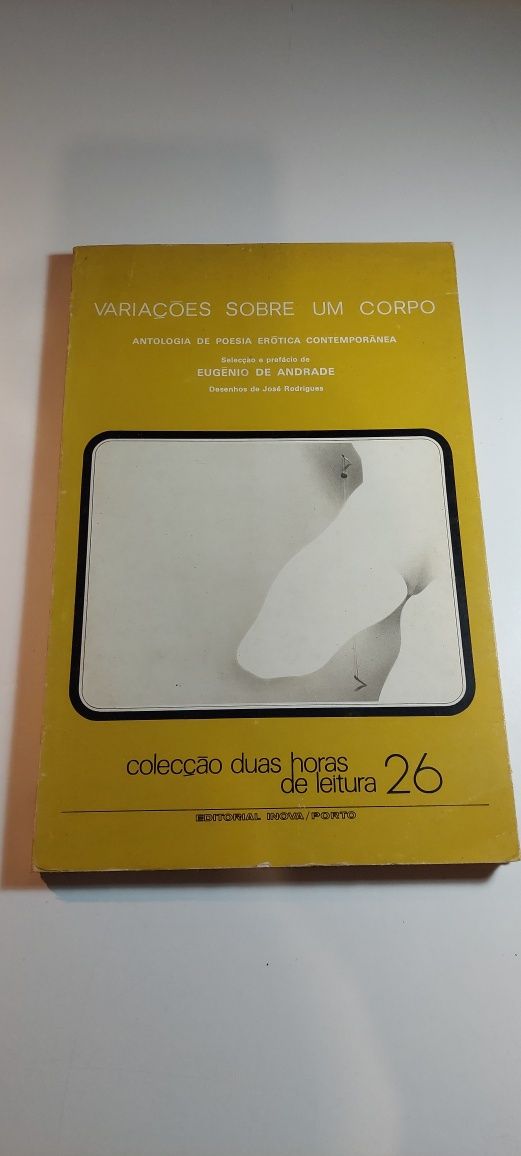 VARIAÇÕES SOBRE UM CORPO
ANTOLOGIA DE POESIA ERÓTICA CONTEMPORÂNEA
Selecção e prefácio de
EUGÉNIO DE ANDRADE
Desenhos de José Rodrigues
colecção duas horas
de leitura 26
EDITORIAL INOVA/PORTO